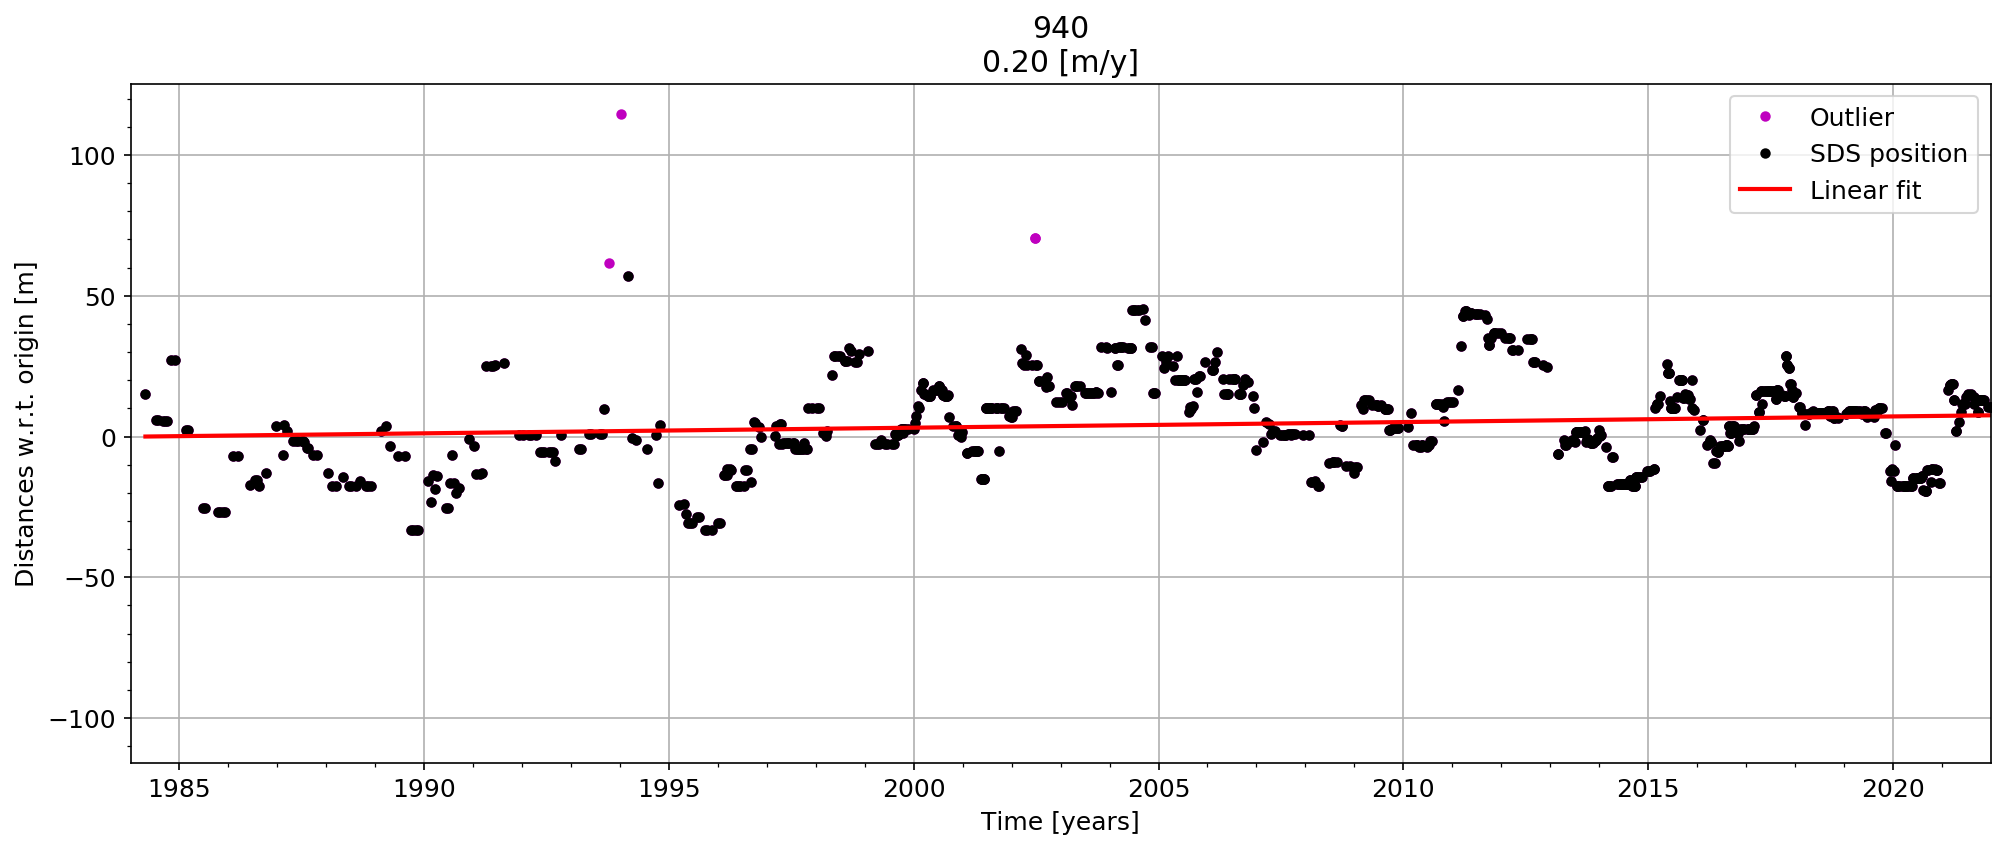 940
0.20 [m/y]
Outlier
SDS position
Linear fit
Distances w.r.t. origin [m]
100
50
0
−50
−100
1985 1990 1995 2000 2005 2010 2015 2020
Time [years]